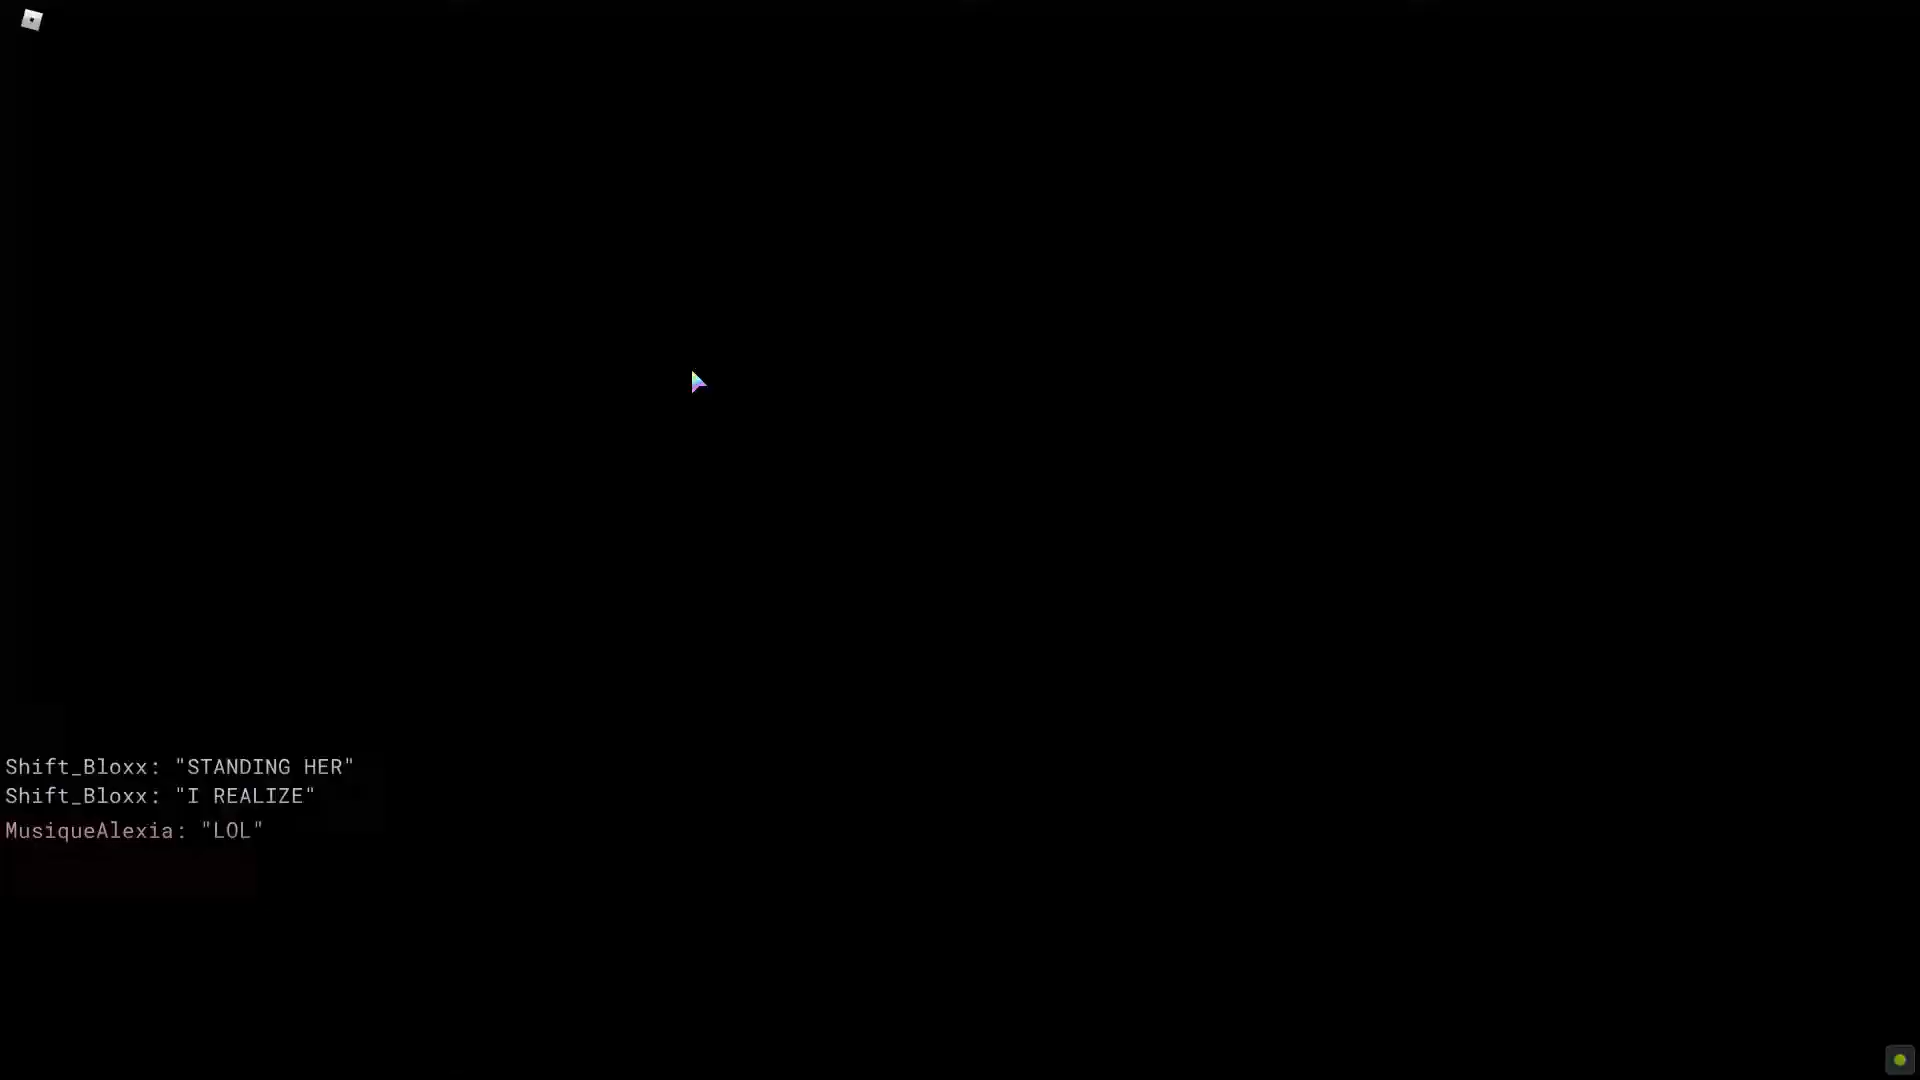 Shift_Bloxx: "STANDING HER"
Shift_Bloxx: "I REALIZE"
MusiqueAlexia: "LOL"